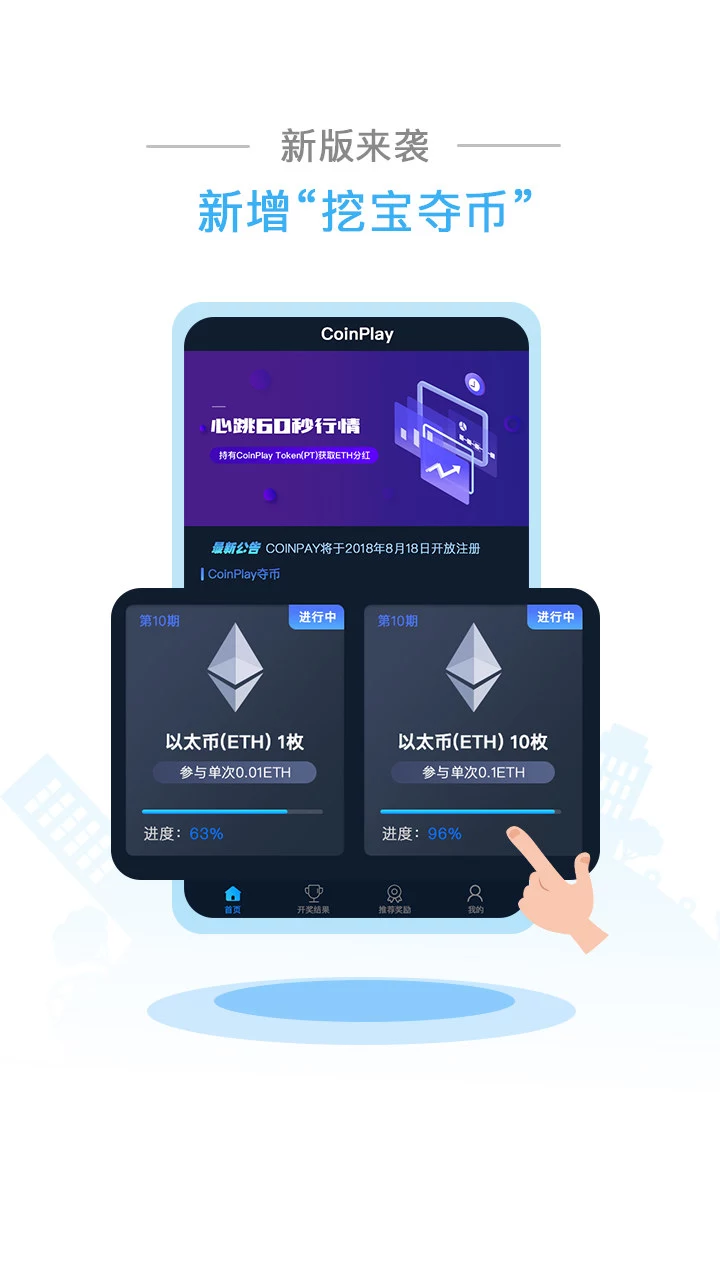 新版来袭
新增“挖宝夺币”
CoinPlay
心跳60秒行情
持有CoinPlay Token(PT)获取ETH分红
最新公告 COINPAY将于2018年8月18日开放注册
CoinPlay夺币
第10期 进行中
以太币(ETH) 1枚
参与单次0.01ETH
进度：63%
第10期 进行中
以太币(ETH) 10枚
参与单次0.1ETH
进度：96%
首页 开奖结果 推荐奖励 我的